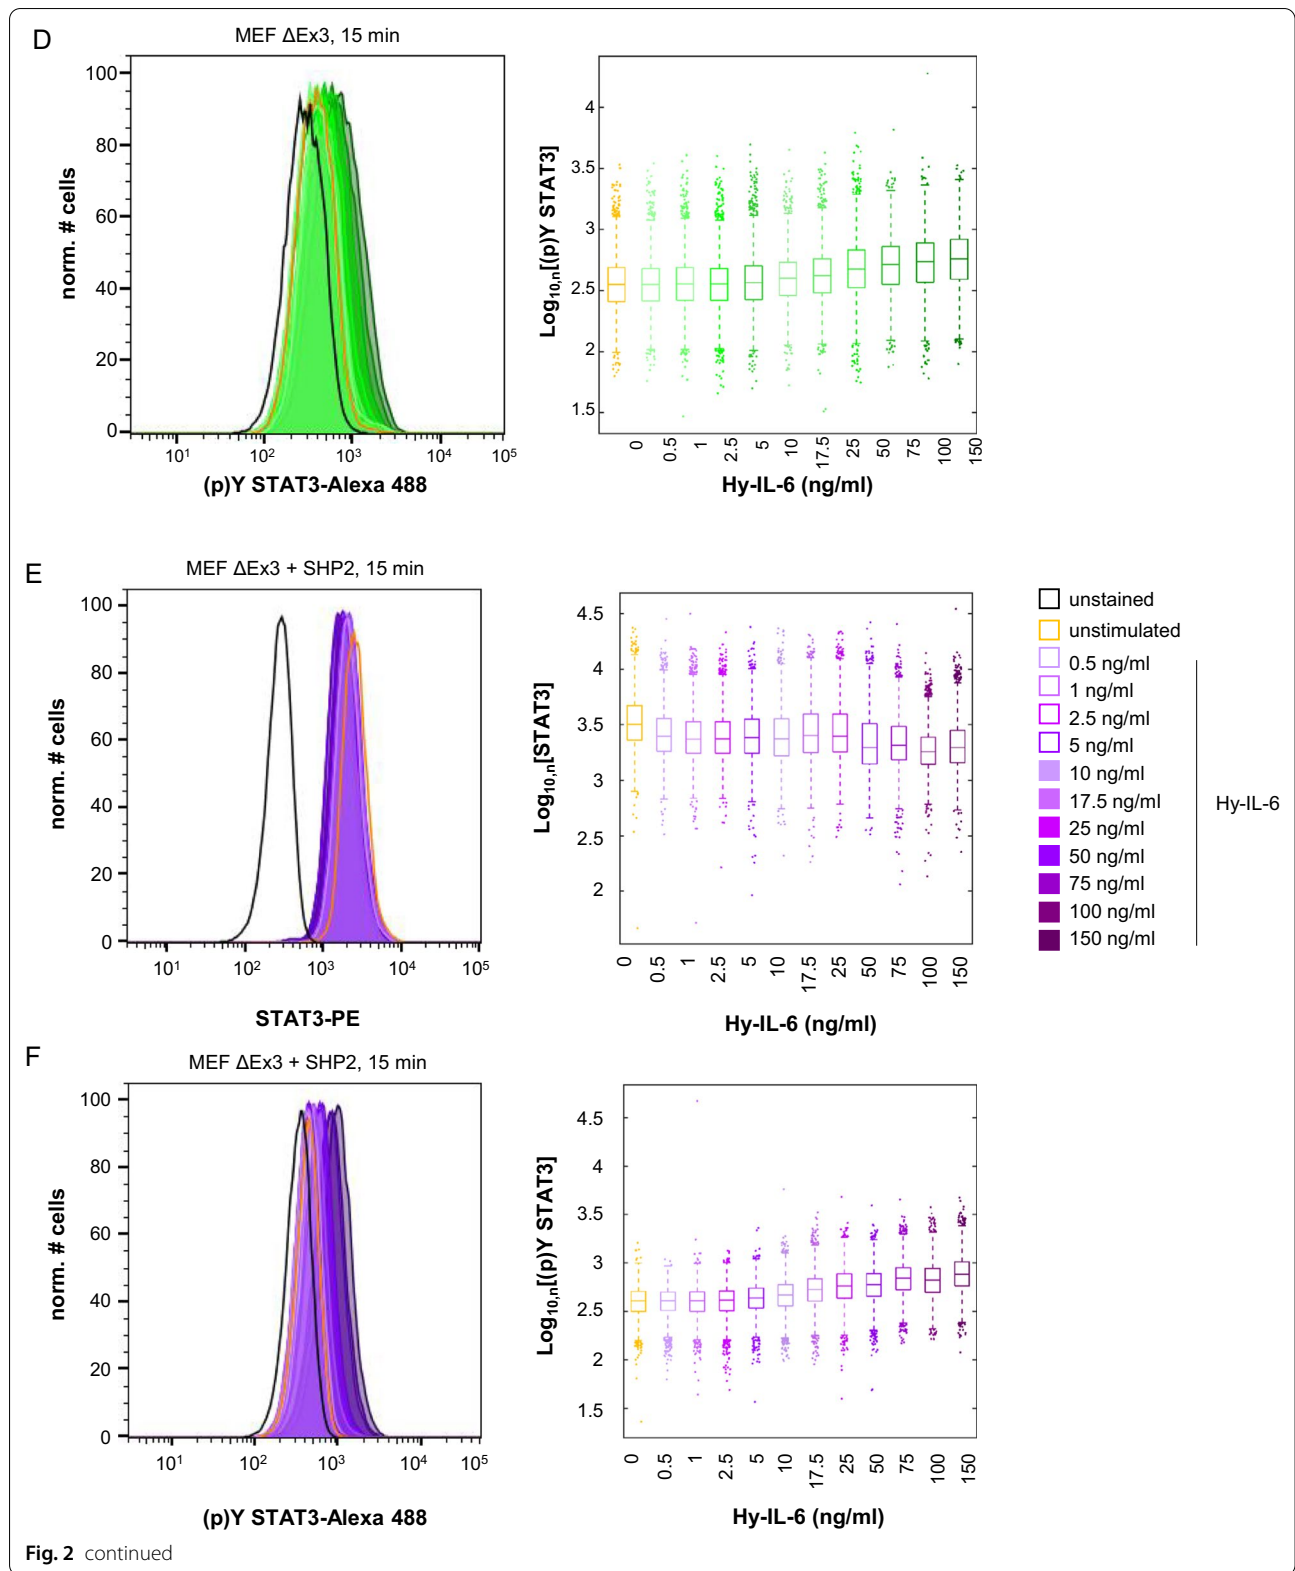 D
MEF ΔEx3, 15 min
norm. # cells
100
80
60
40
20
0
10¹ 10² 10³ 10⁴ 10⁵
(p)Y STAT3-Alexa 488
Log₁₀,ₙ[(p)Y STAT3]
4
3.5
3
2.5
2
1.5
0 0.5 1 2.5 5 10 17.5 25 50 75 100 150
Hy-IL-6 (ng/ml)
E
MEF ΔEx3 + SHP2, 15 min
norm. # cells
100
80
60
40
20
0
10¹ 10² 10³ 10⁴ 10⁵
STAT3-PE
Log₁₀,ₙ[STAT3]
4.5
4
3.5
3
2.5
2
0 0.5 1 2.5 5 10 17.5 25 50 75 100 150
Hy-IL-6 (ng/ml)
unstained
unstimulated
0.5 ng/ml
1 ng/ml
2.5 ng/ml
5 ng/ml
10 ng/ml
17.5 ng/ml
25 ng/ml
50 ng/ml
75 ng/ml
100 ng/ml
150 ng/ml
Hy-IL-6
F
MEF ΔEx3 + SHP2, 15 min
norm. # cells
100
80
60
40
20
0
10¹ 10² 10³ 10⁴ 10⁵
(p)Y STAT3-Alexa 488
Log₁₀,ₙ[(p)Y STAT3]
4.5
4
3.5
3
2.5
2
1.5
0 0.5 1 2.5 5 10 17.5 25 50 75 100 150
Hy-IL-6 (ng/ml)
Fig. 2 continued